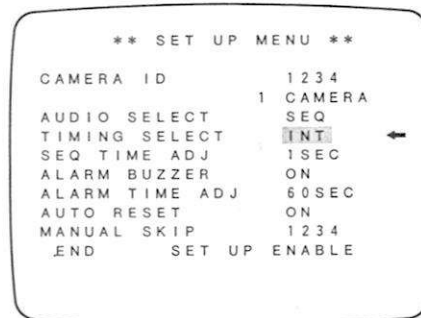 ** SET UP MENU **
CAMERA ID 1234
1 CAMERA
AUDIO SELECT SEQ
TIMING SELECT INT
SEQ TIME ADJ 1SEC
ALARM BUZZER ON
ALARM TIME ADJ 60SEC
AUTO RESET ON
MANUAL SKIP 1234
END SET UP ENABLE